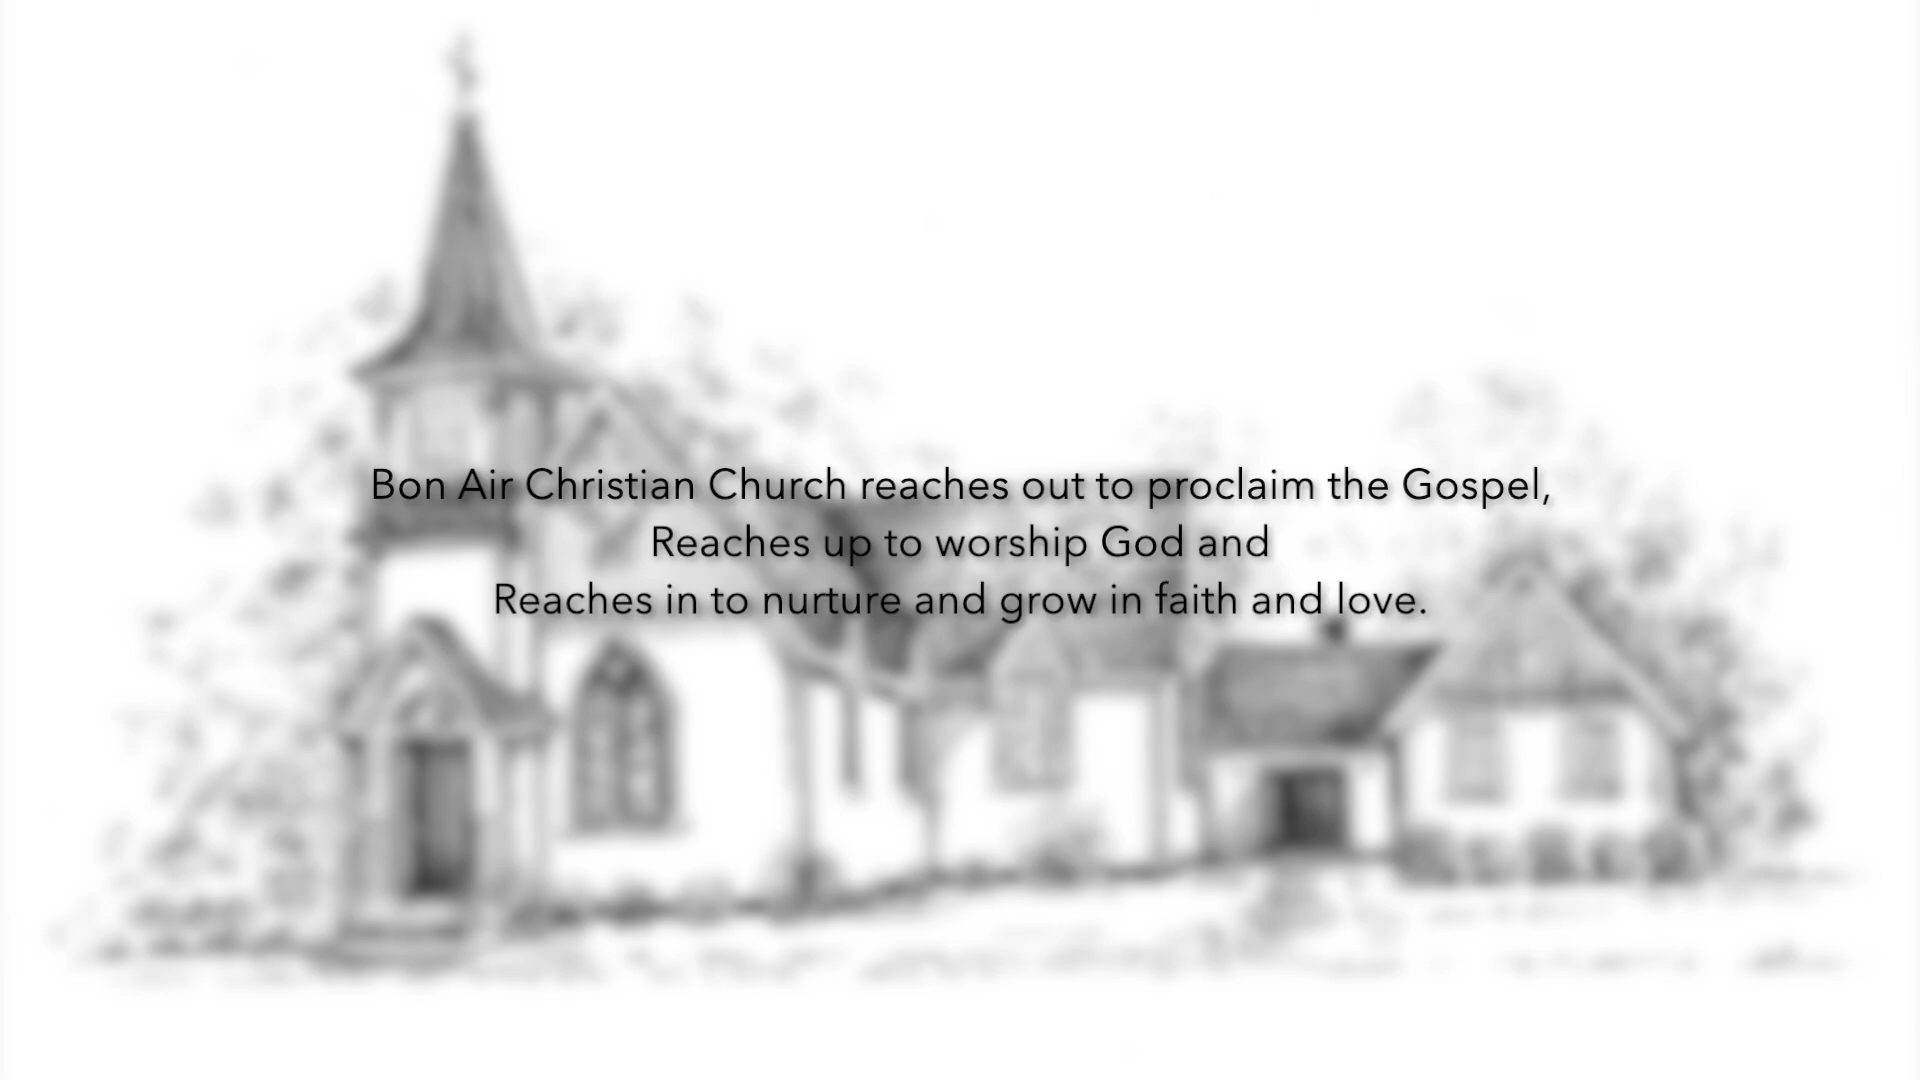 Bon Air Christian Church reaches out to proclaim the Gospel,
Reaches up to worship God and
Reaches in to nurture and grow in faith and love.